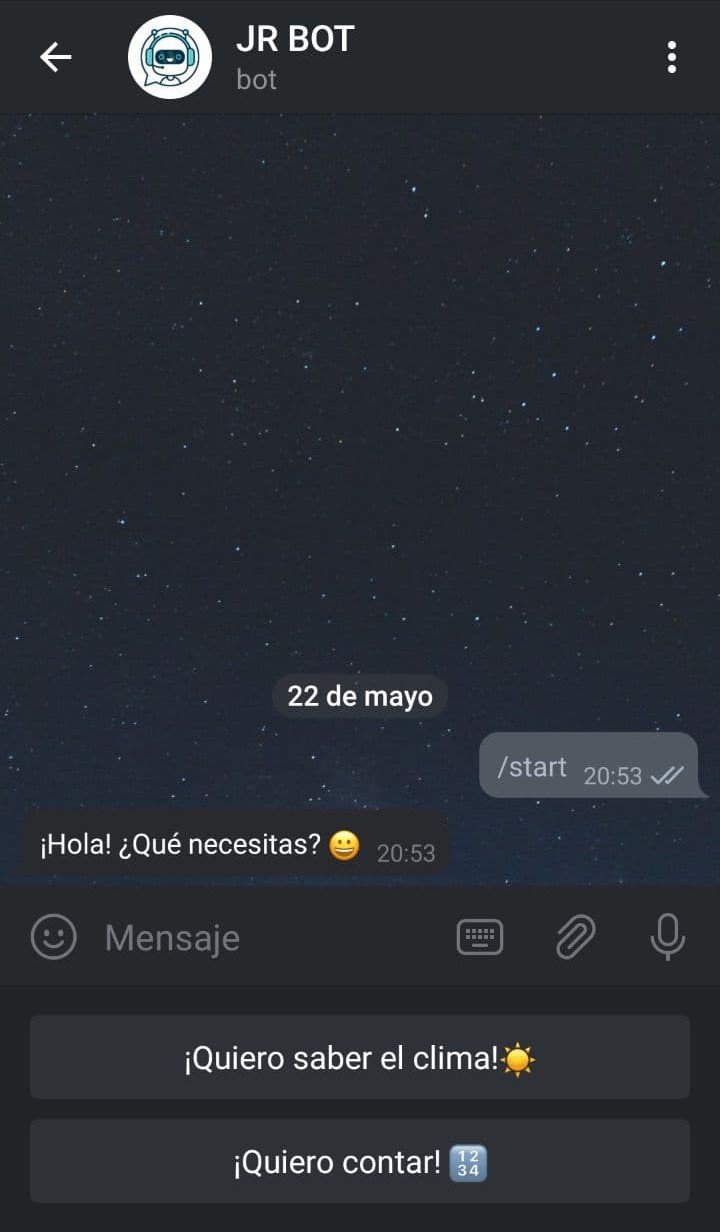 JR BOT
bot
22 de mayo
/start 20:53
¡Hola! ¿Qué necesitas? 😀 20:53
Mensaje
¡Quiero saber el clima!☀️
¡Quiero contar! 🔢